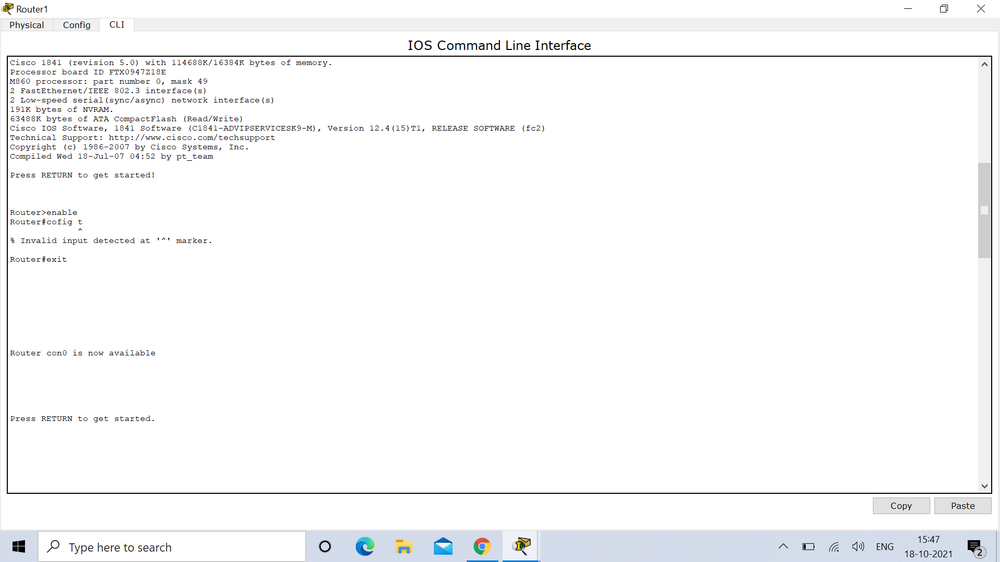 Router1
Physical Config CLI
IOS Command Line Interface
Cisco 1841 (revision 5.0) with 114688K/16384K bytes of memory.
Processor board ID FTX0947Z18E
M860 processor: part number 0, mask 49
2 FastEthernet/IEEE 802.3 interface(s)
2 Low-speed serial(sync/async) network interface(s)
191K bytes of NVRAM.
63488K bytes of ATA CompactFlash (Read/Write)
Cisco IOS Software, 1841 Software (C1841-ADVIPSERVICESK9-M), Version 12.4(15)T1, RELEASE SOFTWARE (fc2)
Technical Support: http://www.cisco.com/techsupport
Copyright (c) 1986-2007 by Cisco Systems, Inc.
Compiled Wed 18-Jul-07 04:52 by pt_team
Press RETURN to get started!
Router>enable
Router#cofig t
^
% Invalid input detected at '^' marker.
Router#exit
Router con0 is now available
Press RETURN to get started.
Copy Paste
Type here to search
ENG
15:47
18-10-2021
2